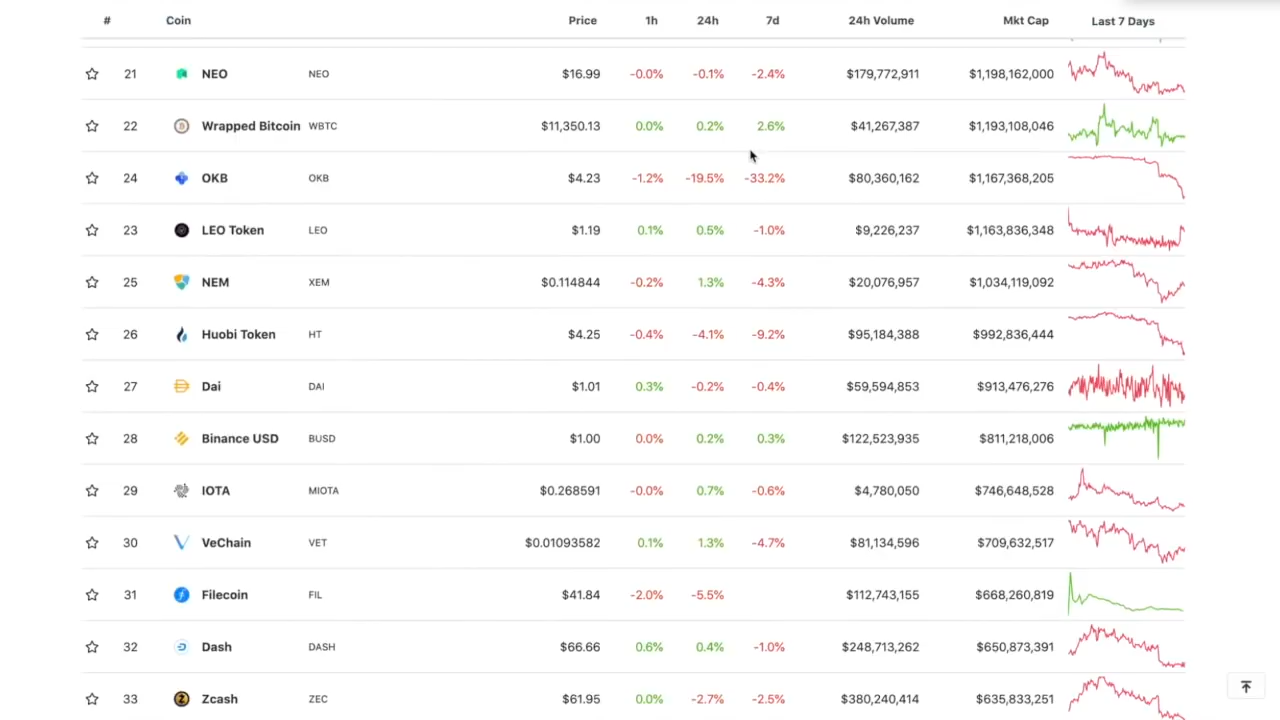 # Coin Price 1h 24h 7d 24h Volume Mkt Cap Last 7 Days
21 NEO NEO $16.99 -0.0% -0.1% -2.4% $179,772,911 $1,198,162,000
22 Wrapped Bitcoin WBTC $11,350.13 0.0% 0.2% 2.6% $41,267,387 $1,193,108,046
24 OKB OKB $4.23 -1.2% -19.5% -33.2% $80,360,162 $1,167,368,205
23 LEO Token LEO $1.19 0.1% 0.5% -1.0% $9,226,237 $1,163,836,348
25 NEM XEM $0.114844 -0.2% 1.3% -4.3% $20,076,957 $1,034,119,092
26 Huobi Token HT $4.25 -0.4% -4.1% -9.2% $95,184,388 $992,836,444
27 Dai DAI $1.01 0.3% -0.2% -0.4% $59,594,853 $913,476,276
28 Binance USD BUSD $1.00 0.0% 0.2% 0.3% $122,523,935 $811,218,006
29 IOTA MIOTA $0.268591 -0.0% 0.7% -0.6% $4,780,050 $746,648,528
30 VeChain VET $0.01093582 0.1% 1.3% -4.7% $81,134,596 $709,632,517
31 Filecoin FIL $41.84 -2.0% -5.5% $112,743,155 $668,260,819
32 Dash DASH $66.66 0.6% 0.4% -1.0% $248,713,262 $650,873,391
33 Zcash ZEC $61.95 0.0% -2.7% -2.5% $380,240,414 $635,833,251